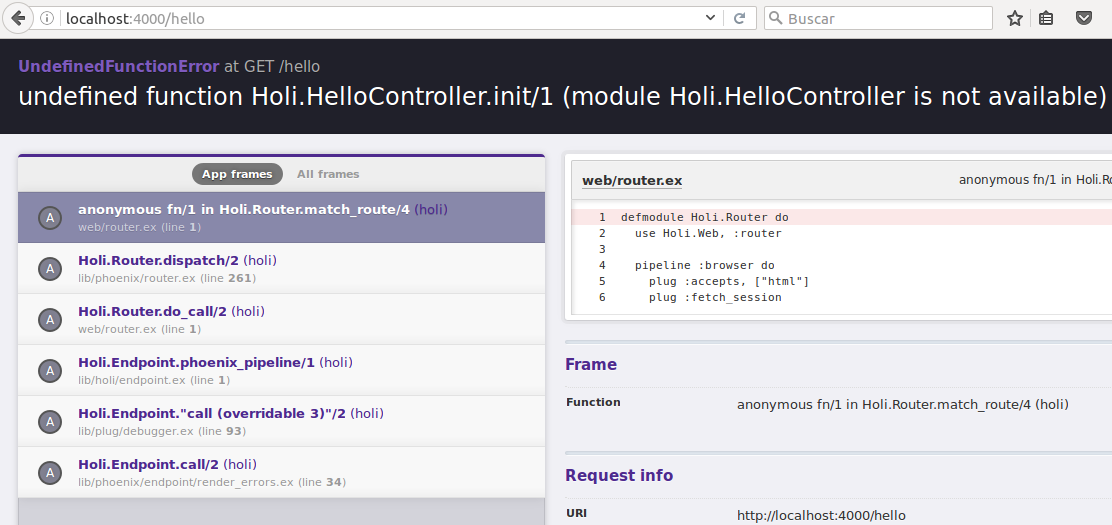 localhost:4000/hello
Buscar
UndefinedFunctionError at GET /hello
undefined function Holi.HelloController.init/1 (module Holi.HelloController is not available)
App frames All frames
A anonymous fn/1 in Holi.Router.match_route/4 (holi)
web/router.ex (line 1)
A Holi.Router.dispatch/2 (holi)
lib/phoenix/router.ex (line 261)
A Holi.Router.do_call/2 (holi)
web/router.ex (line 1)
A Holi.Endpoint.phoenix_pipeline/1 (holi)
lib/holi/endpoint.ex (line 1)
A Holi.Endpoint."call (overridable 3)"/2 (holi)
lib/plug/debugger.ex (line 93)
A Holi.Endpoint.call/2 (holi)
lib/phoenix/endpoint/render_errors.ex (line 34)
web/router.ex anonymous fn/1 in Holi.Ro
1 defmodule Holi.Router do
2   use Holi.Web, :router
3
4   pipeline :browser do
5     plug :accepts, ["html"]
6     plug :fetch_session
Frame
Function anonymous fn/1 in Holi.Router.match_route/4 (holi)
Request info
URI http://localhost:4000/hello